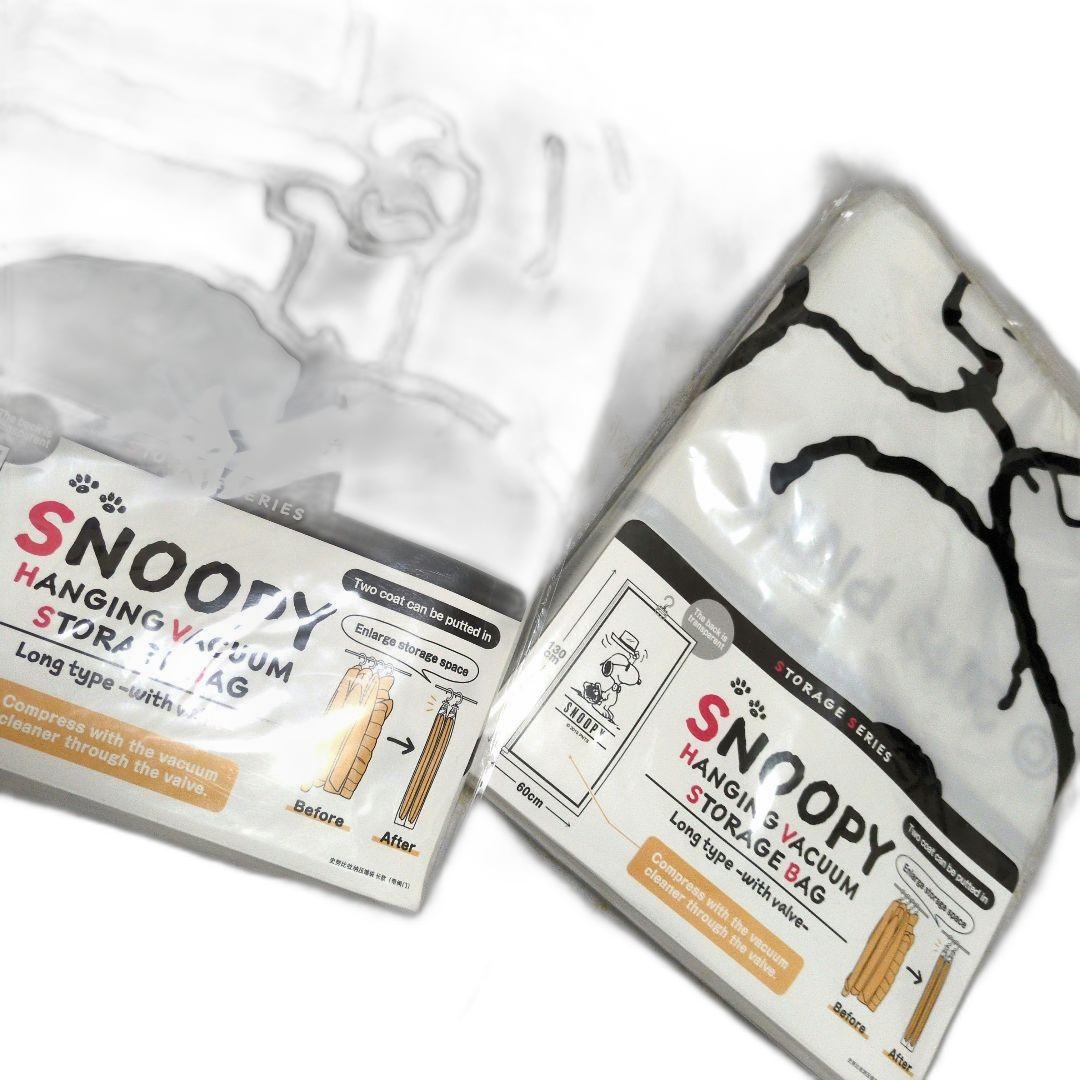 The back is
transparent
STORAGE SERIES
SNOOPY
HANGING VACUUM
STORAGE BAG
Long type -with
Compress with the vacuum
cleaner through the valve.
Two coat can be putted in
Enlarge storage space
Before
After
The back is
transparent
STORAGE SERIES
130
cm
60cm
SNOOPY
SNOOPY
HANGING VACUUM
STORAGE BAG
Long type -with valve-
Compress with the vacuum
cleaner through the valve.
Two coat can be putted in
Enlarge storage space
Before
After